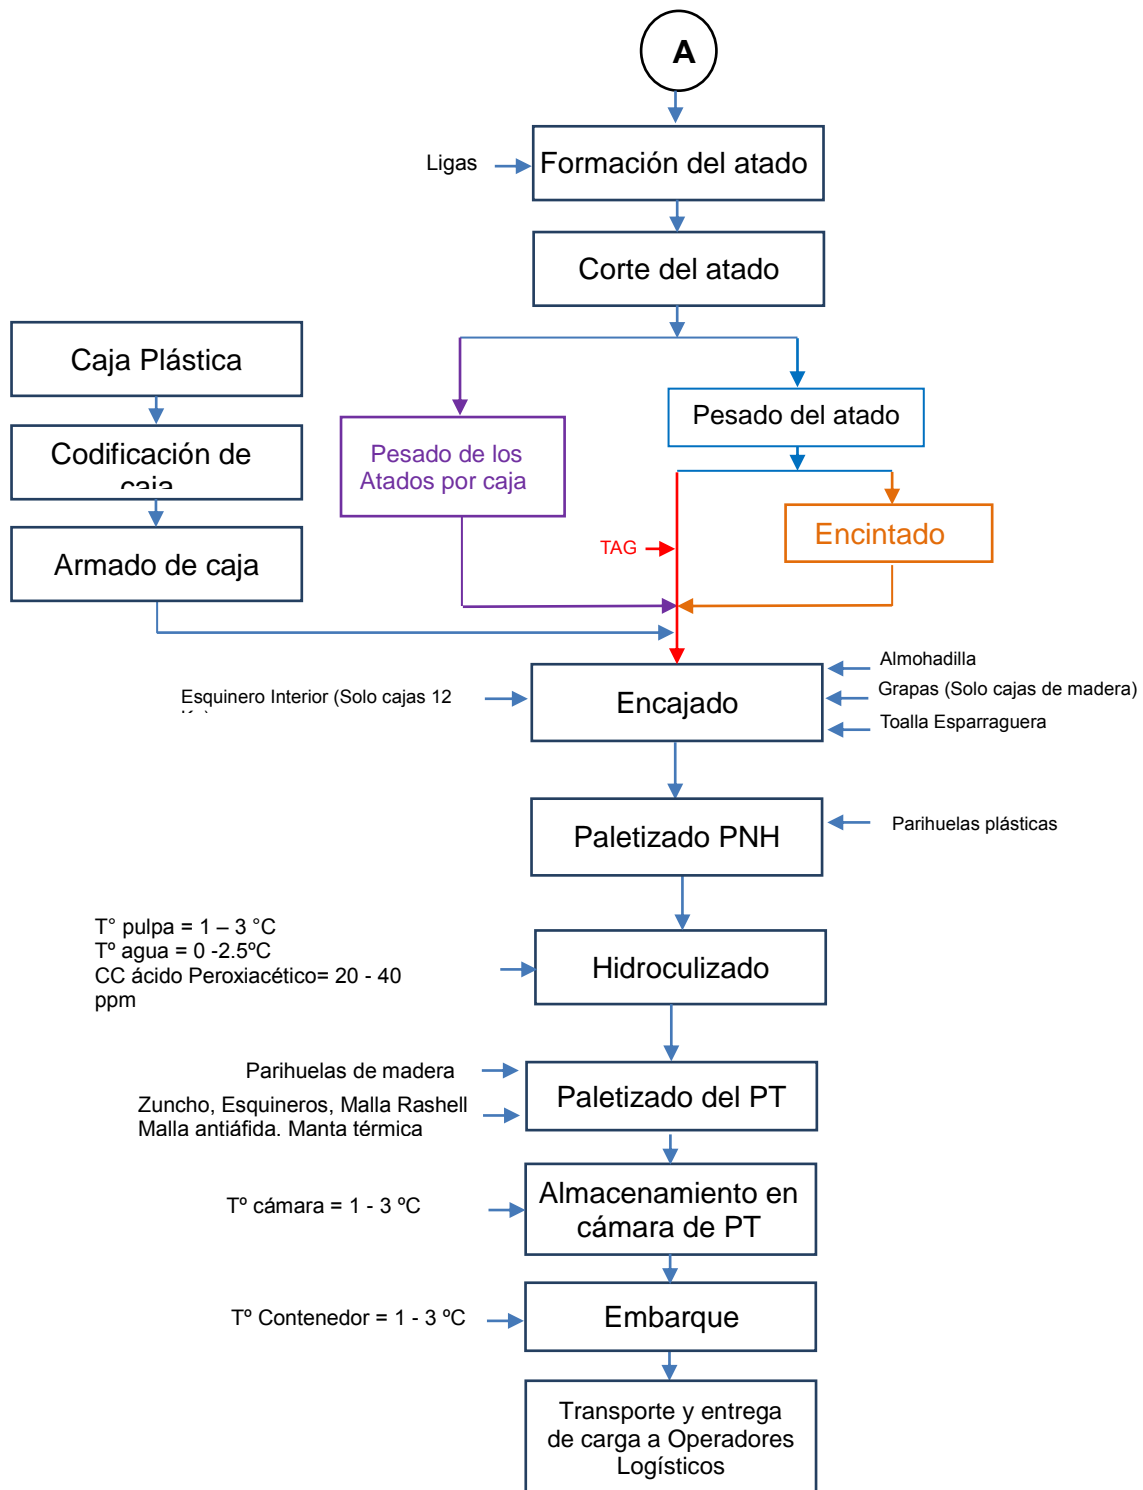 A
Ligas
Formación del atado
Corte del atado
Caja Plástica
Pesado del atado
Codificación de
caja
Pesado de los
Atados por caja
TAG
Encintado
Armado de caja
Almohadilla
Esquinero Interior (Solo cajas 12
Encajado
Grapas (Solo cajas de madera)
Toalla Esparraguera
Paletizado PNH
Parihuelas plásticas
T° pulpa = 1 – 3 °C
Tº agua = 0 -2.5ºC
CC ácido Peroxiacético= 20 - 40
ppm
Hidroculizado
Parihuelas de madera
Zuncho, Esquineros, Malla Rashell
Malla antiáfida. Manta térmica
Paletizado del PT
Tº cámara = 1 - 3 ºC
Almacenamiento en
cámara de PT
Tº Contenedor = 1 - 3 ºC
Embarque
Transporte y entrega
de carga a Operadores
Logísticos